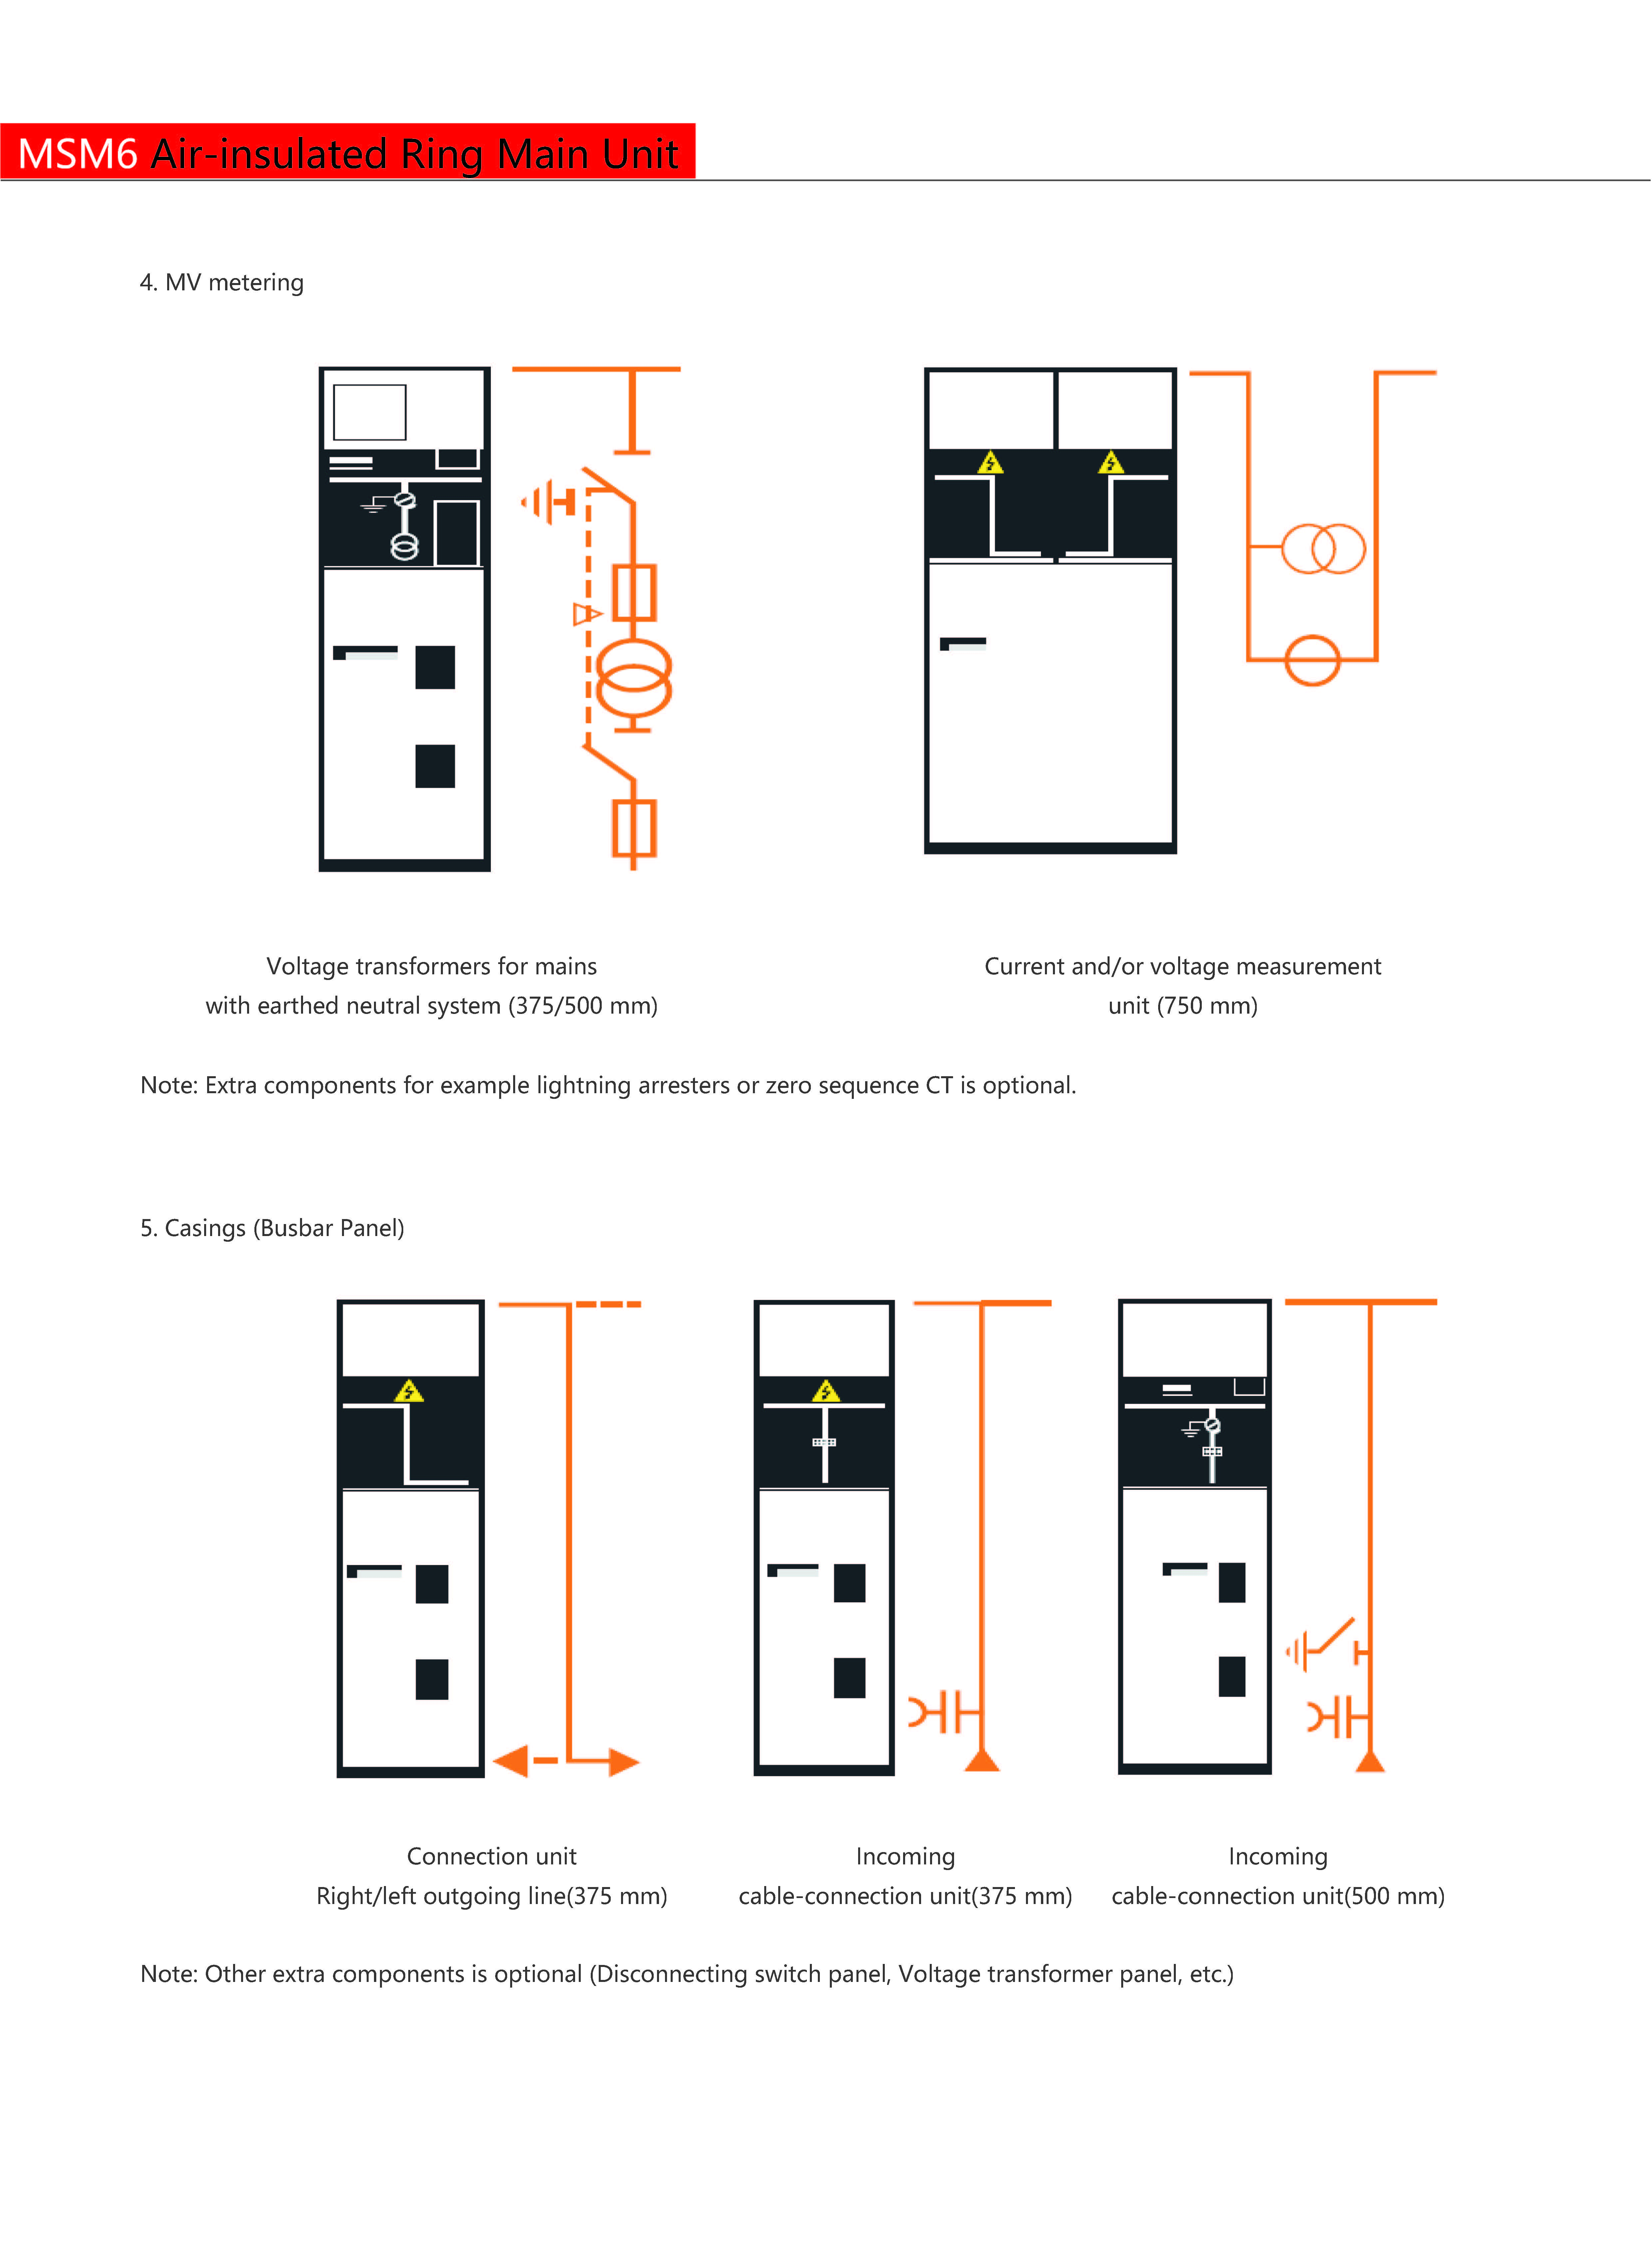 MSM6 Air-insulated Ring Main Unit
4. MV metering
Voltage transformers for mains
with earthed neutral system (375/500 mm)
Current and/or voltage measurement
unit (750 mm)
Note: Extra components for example lightning arresters or zero sequence CT is optional.
5. Casings (Busbar Panel)
Connection unit
Right/left outgoing line(375 mm)
Incoming
cable-connection unit(375 mm)
Incoming
cable-connection unit(500 mm)
Note: Other extra components is optional (Disconnecting switch panel, Voltage transformer panel, etc.)